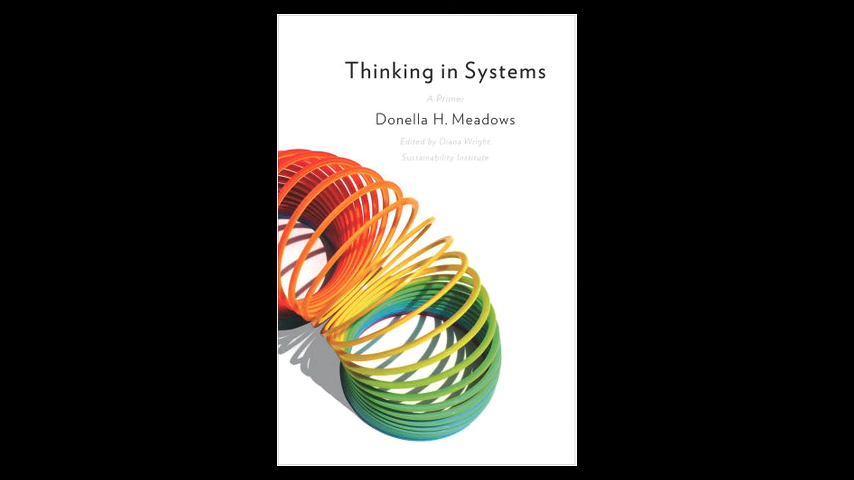 Thinking in Systems
A Primer
Donella H. Meadows
Edited by Diana Wright,
Sustainability Institute